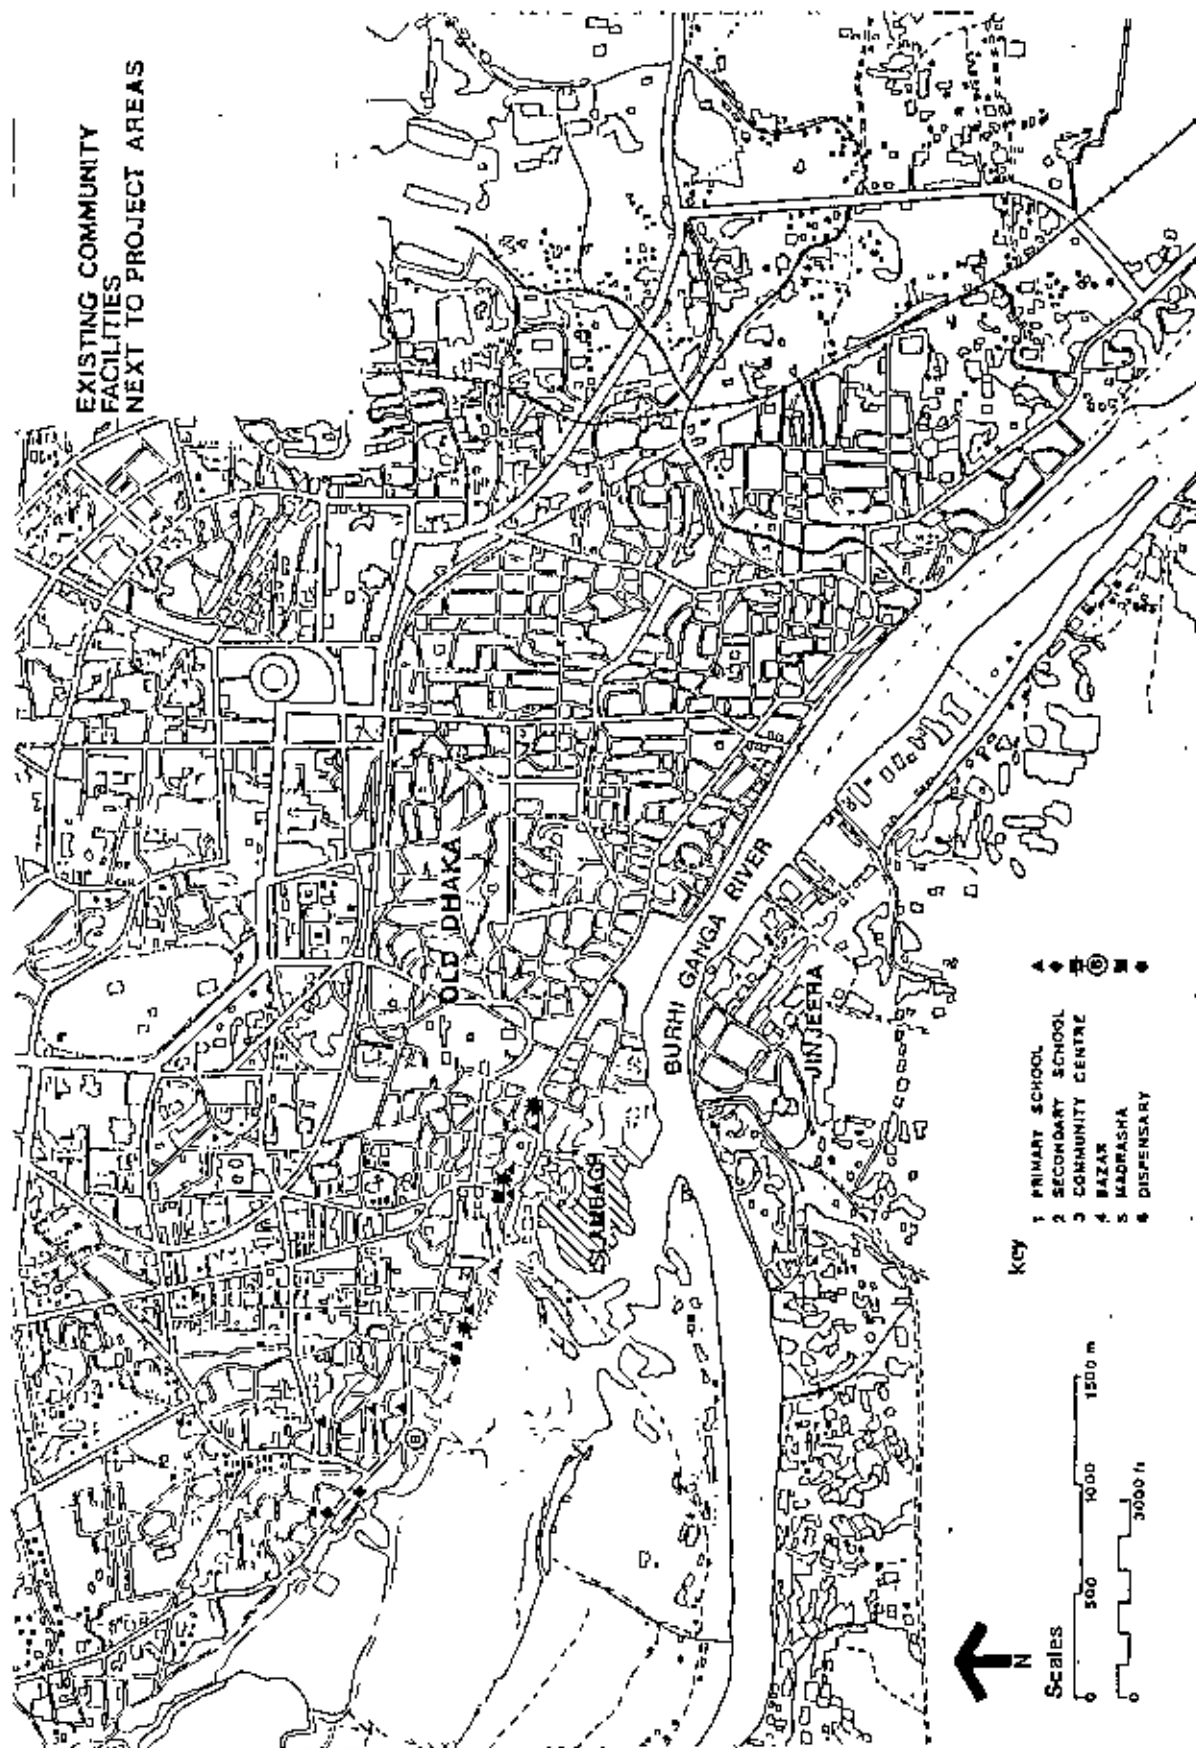 EXISTING COMMUNITY
FACILITIES
NEXT TO PROJECT AREAS
OLD DHAKA
BURHI GANGA RIVER
ISLAMBAGH
JINJEERA
key
1 PRIMARY SCHOOL
2 SECONDARY SCHOOL
3 COMMUNITY CENTRE
4 BAZAR
5 MADRASHA
6 DISPENSARY
N
Scales
0 500 1000 1500 m
0 3000 ft